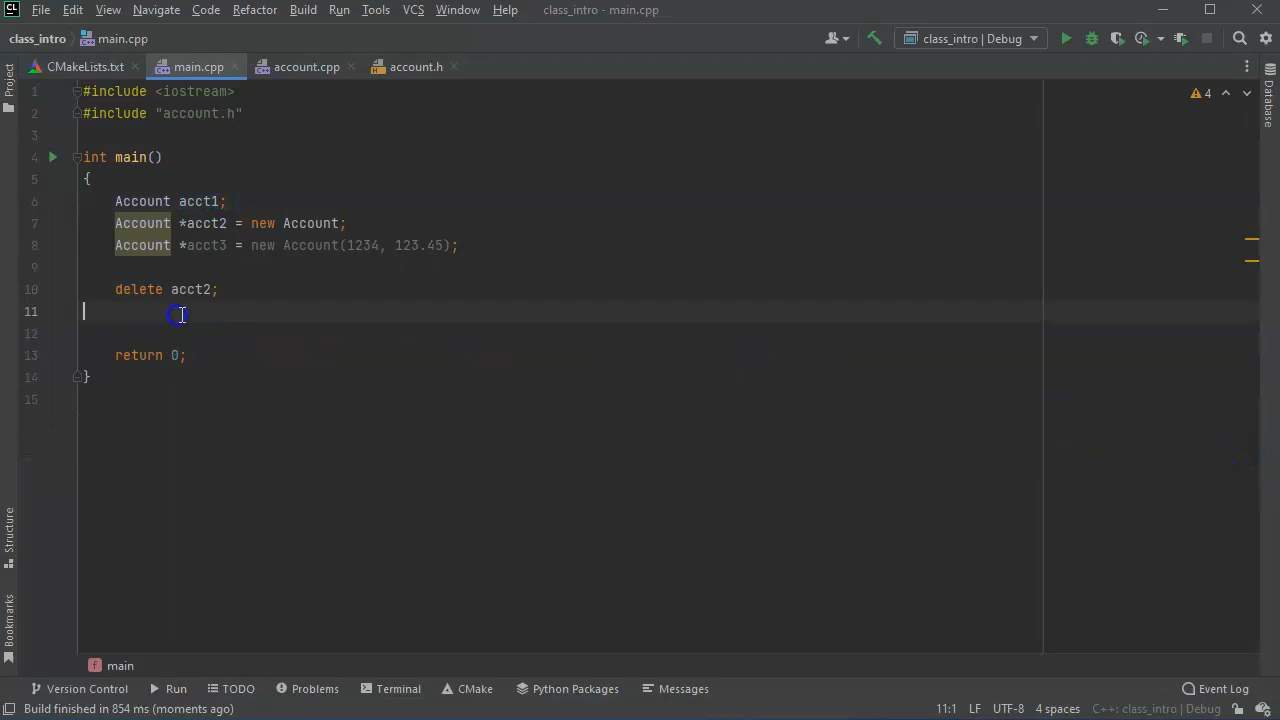 CL File Edit View Navigate Code Refactor Build Run Tools VCS Window Help class_intro - main.cpp
class_intro main.cpp class_intro | Debug
CMakeLists.txt main.cpp account.cpp account.h
Project
Database
4
1 #include <iostream>
2 #include "account.h"
3
4 int main()
5 {
6 Account acct1;
7 Account *acct2 = new Account;
8 Account *acct3 = new Account(1234, 123.45);
9
10 delete acct2;
11
12
13 return 0;
14 }
15
Structure
Bookmarks
f main
Version Control Run TODO Problems Terminal CMake Python Packages Messages Event Log
Build finished in 854 ms (moments ago) 11:1 LF UTF-8 4 spaces C++: class_intro | Debug